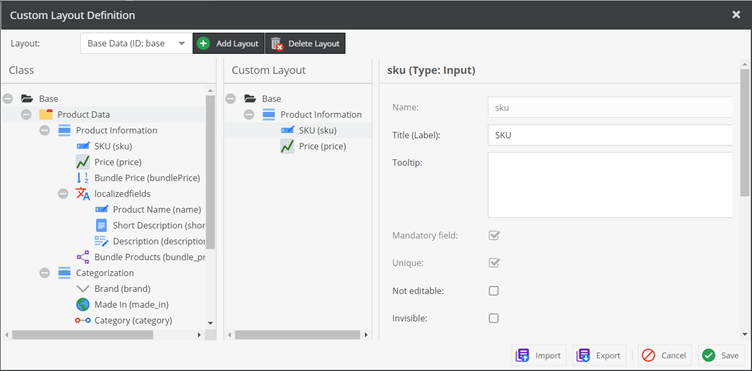 Custom Layout Definition
Layout: Base Data (ID: base Add Layout Delete Layout
Class
Base
Product Data
Product Information
SKU (sku)
Price (price)
Bundle Price (bundlePrice)
localizedfields
Product Name (name)
Short Description (shor
Description (description
Bundle Products (bundle_pr
Categorization
Brand (brand)
Made In (made_in)
Category (category)
Custom Layout
Base
Product Information
SKU (sku)
Price (price)
sku (Type: Input)
Name: sku
Title (Label): SKU
Tooltip:
Mandatory field:
Unique:
Not editable:
Invisible:
Import Export Cancel Save